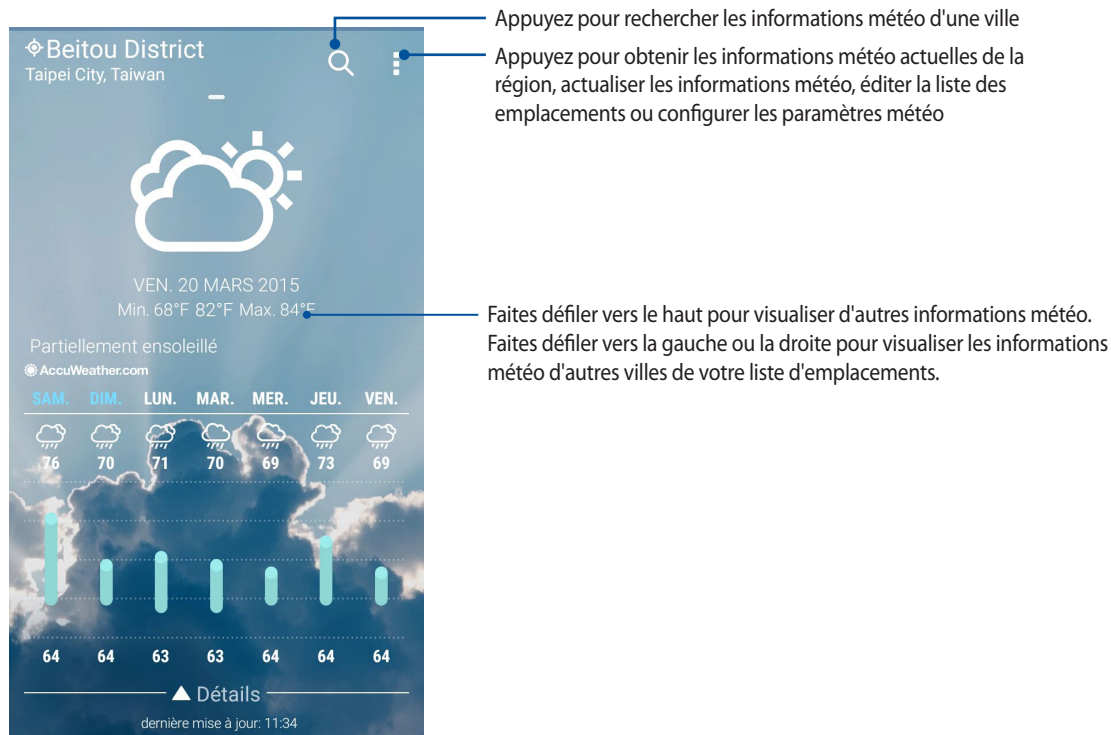 Appuyez pour rechercher les informations météo d'une ville
Appuyez pour obtenir les informations météo actuelles de la
région, actualiser les informations météo, éditer la liste des
emplacements ou configurer les paramètres météo
Beitou District
Taipei City, Taiwan
VEN. 20 MARS 2015
Min. 68°F 82°F Max. 84°F
Faites défiler vers le haut pour visualiser d'autres informations météo.
Faites défiler vers la gauche ou la droite pour visualiser les informations
météo d'autres villes de votre liste d'emplacements.
Partiellement ensoleillé
AccuWeather.com
SAM. DIM. LUN. MAR. MER. JEU. VEN.
76 70 71 70 69 73 69
64 64 63 63 64 64 64
Détails
dernière mise à jour: 11:34